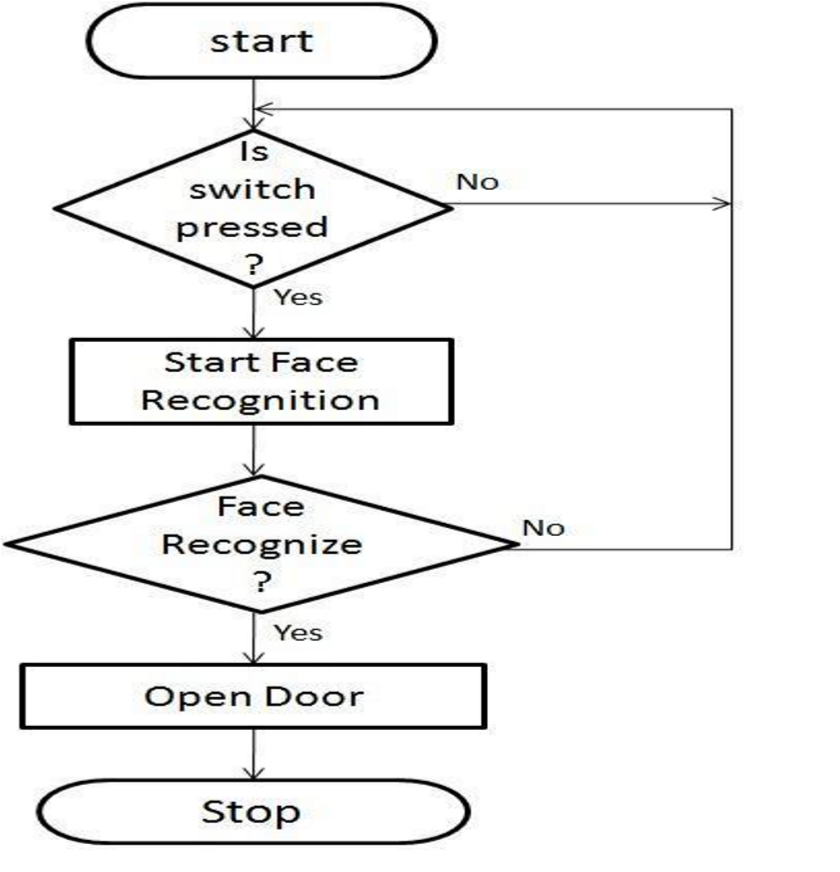 start
Is
switch
pressed
?
No
Yes
Start Face
Recognition
Face
Recognize
?
No
Yes
Open Door
Stop